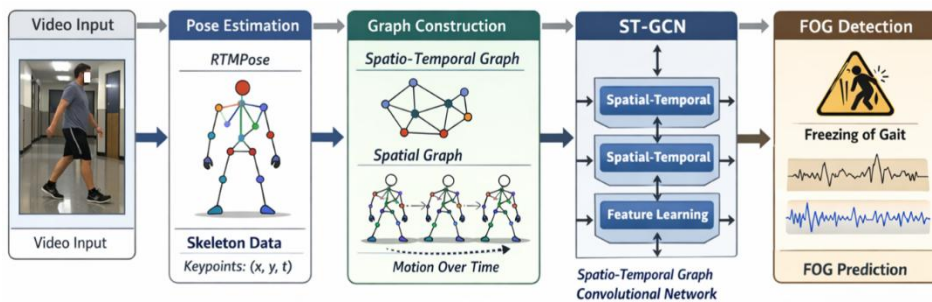 Video Input
Video Input
Pose Estimation
RTMPose
Skeleton Data
Keypoints: (x, y, t)
Graph Construction
Spatio-Temporal Graph
Spatial Graph
Motion Over Time
ST-GCN
Spatial-Temporal
Spatial-Temporal
Feature Learning
Spatio-Temporal Graph
Convolutional Network
FOG Detection
Freezing of Gait
FOG Prediction